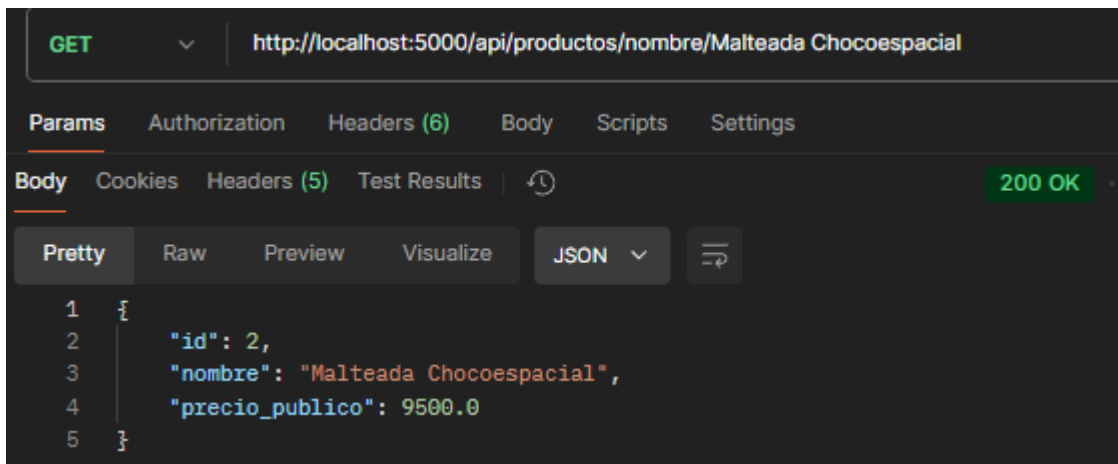 GET http://localhost:5000/api/productos/nombre/Malteada Chocoespacial
Params Authorization Headers (6) Body Scripts Settings
Body Cookies Headers (5) Test Results 200 OK
Pretty Raw Preview Visualize JSON
1 {
2 "id": 2,
3 "nombre": "Malteada Chocoespacial",
4 "precio_publico": 9500.0
5 }